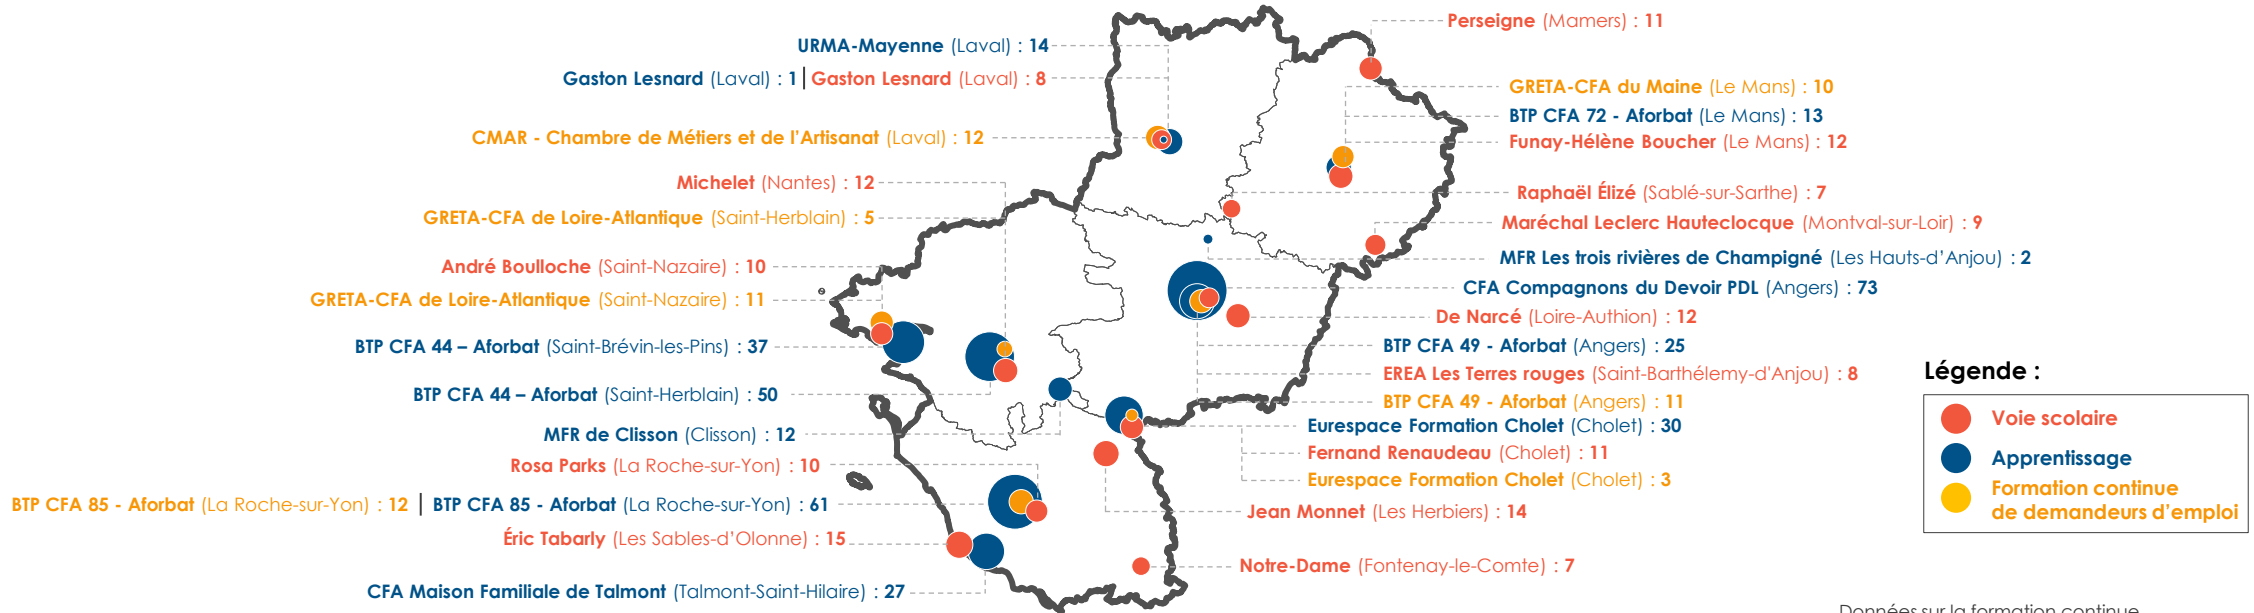 Perseigne (Mamers) : 11
URMA-Mayenne (Laval) : 14
Gaston Lesnard (Laval) : 1 | Gaston Lesnard (Laval) : 8
GRETA-CFA du Maine (Le Mans) : 10
BTP CFA 72 - Aforbat (Le Mans) : 13
CMAR - Chambre de Métiers et de l'Artisanat (Laval) : 12
Funay-Hélène Boucher (Le Mans) : 12
Michelet (Nantes) : 12
Raphaël Élizé (Sablé-sur-Sarthe) : 7
GRETA-CFA de Loire-Atlantique (Saint-Herblain) : 5
Maréchal Leclerc Hauteclocque (Montval-sur-Loir) : 9
MFR Les trois rivières de Champigné (Les Hauts-d'Anjou) : 2
André Boulloche (Saint-Nazaire) : 10
CFA Compagnons du Devoir PDL (Angers) : 73
GRETA-CFA de Loire-Atlantique (Saint-Nazaire) : 11
De Narcé (Loire-Authion) : 12
BTP CFA 44 – Aforbat (Saint-Brévin-les-Pins) : 37
BTP CFA 49 - Aforbat (Angers) : 25
EREA Les Terres rouges (Saint-Barthélemy-d'Anjou) : 8
BTP CFA 44 – Aforbat (Saint-Herblain) : 50
BTP CFA 49 - Aforbat (Angers) : 11
Eurespace Formation Cholet (Cholet) : 30
MFR de Clisson (Clisson) : 12
Fernand Renaudeau (Cholet) : 11
Rosa Parks (La Roche-sur-Yon) : 10
Eurespace Formation Cholet (Cholet) : 3
BTP CFA 85 - Aforbat (La Roche-sur-Yon) : 12 | BTP CFA 85 - Aforbat (La Roche-sur-Yon) : 61
Jean Monnet (Les Herbiers) : 14
Éric Tabarly (Les Sables-d'Olonne) : 15
Notre-Dame (Fontenay-le-Comte) : 7
CFA Maison Familiale de Talmont (Talmont-Saint-Hilaire) : 27
Légende :
Voie scolaire
Apprentissage
Formation continue
de demandeurs d'emploi
Données sur la formation continue